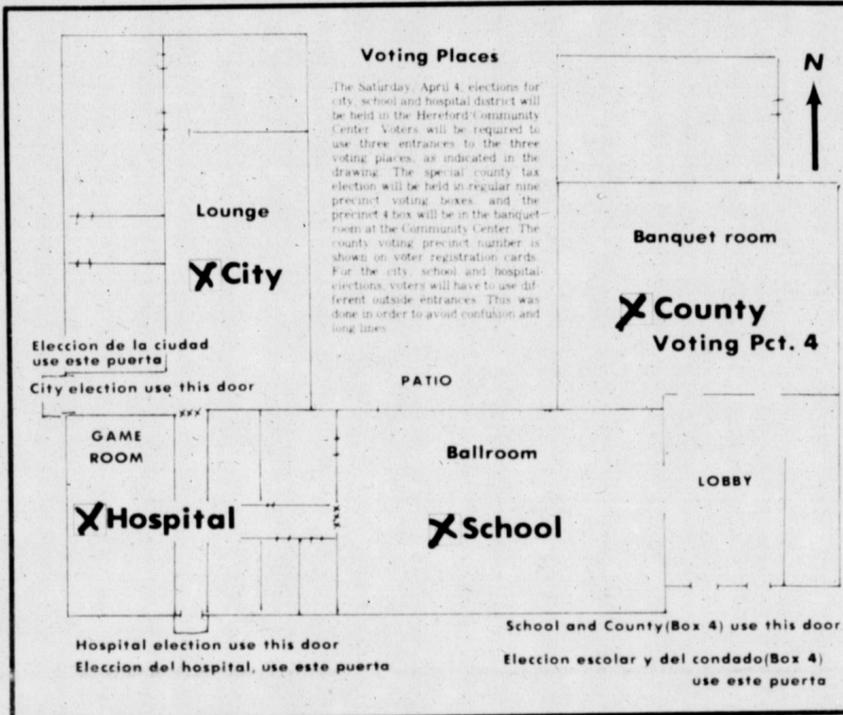 Voting Places
N
The Saturday, April 4, elections for
city, school and hospital district will
be held in the Hereford Community
Center. Voters will be required to
use three entrances to the three
voting places, as indicated in the
drawing. The special county tax
election will be held in regular nine
precinct voting boxes, and the
precinct 4 box will be in the banquet
room at the Community Center. The
county voting precinct number is
shown on voter registration cards.
For the city, school and hospital
elections, voters will have to use dif-
ferent outside entrances. This was
done in order to avoid confusion and
long lines.
Lounge
X City
Banquet room
X County
Voting Pct. 4
Eleccion de la ciudad
use este puerta
City election use this door
PATIO
xxx
GAME
ROOM
X Hospital
Ballroom
X School
LOBBY
Hospital election use this door
Eleccion del hospital, use este puerta
School and County(Box 4) use this door
Eleccion escolar y del condado(Box 4)
use este puerta